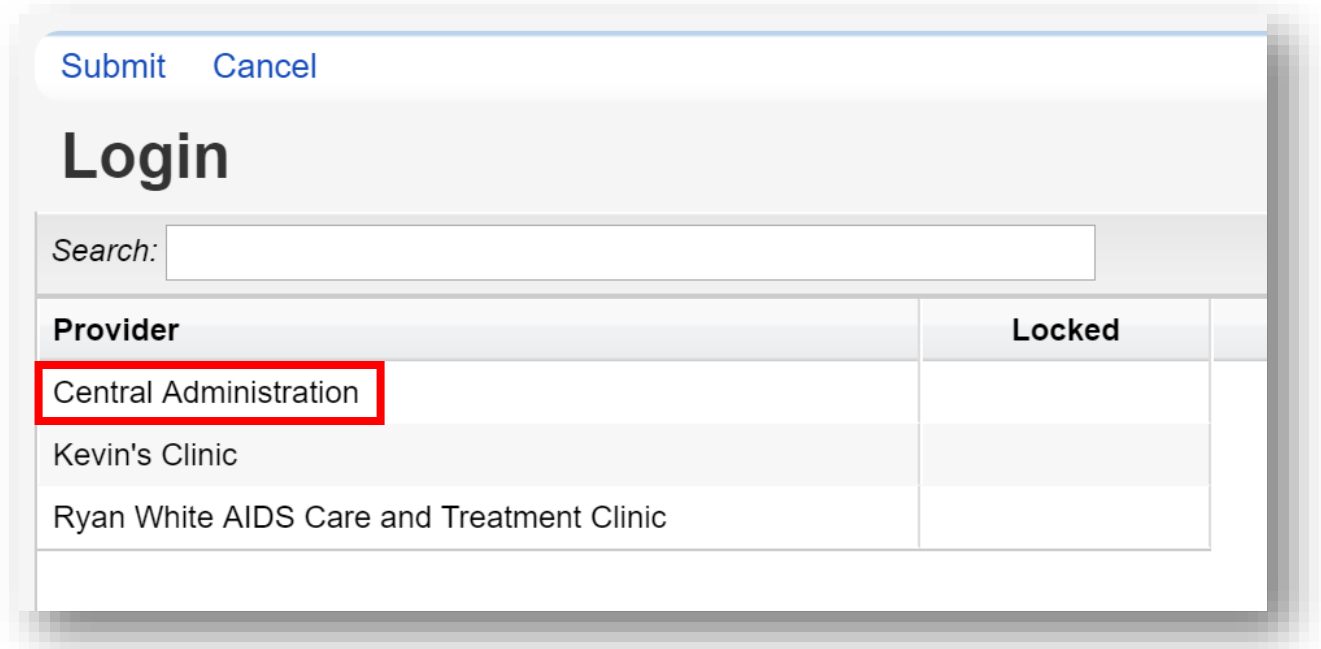 Submit Cancel
Login
Search:
Provider Locked
Central Administration
Kevin's Clinic
Ryan White AIDS Care and Treatment Clinic